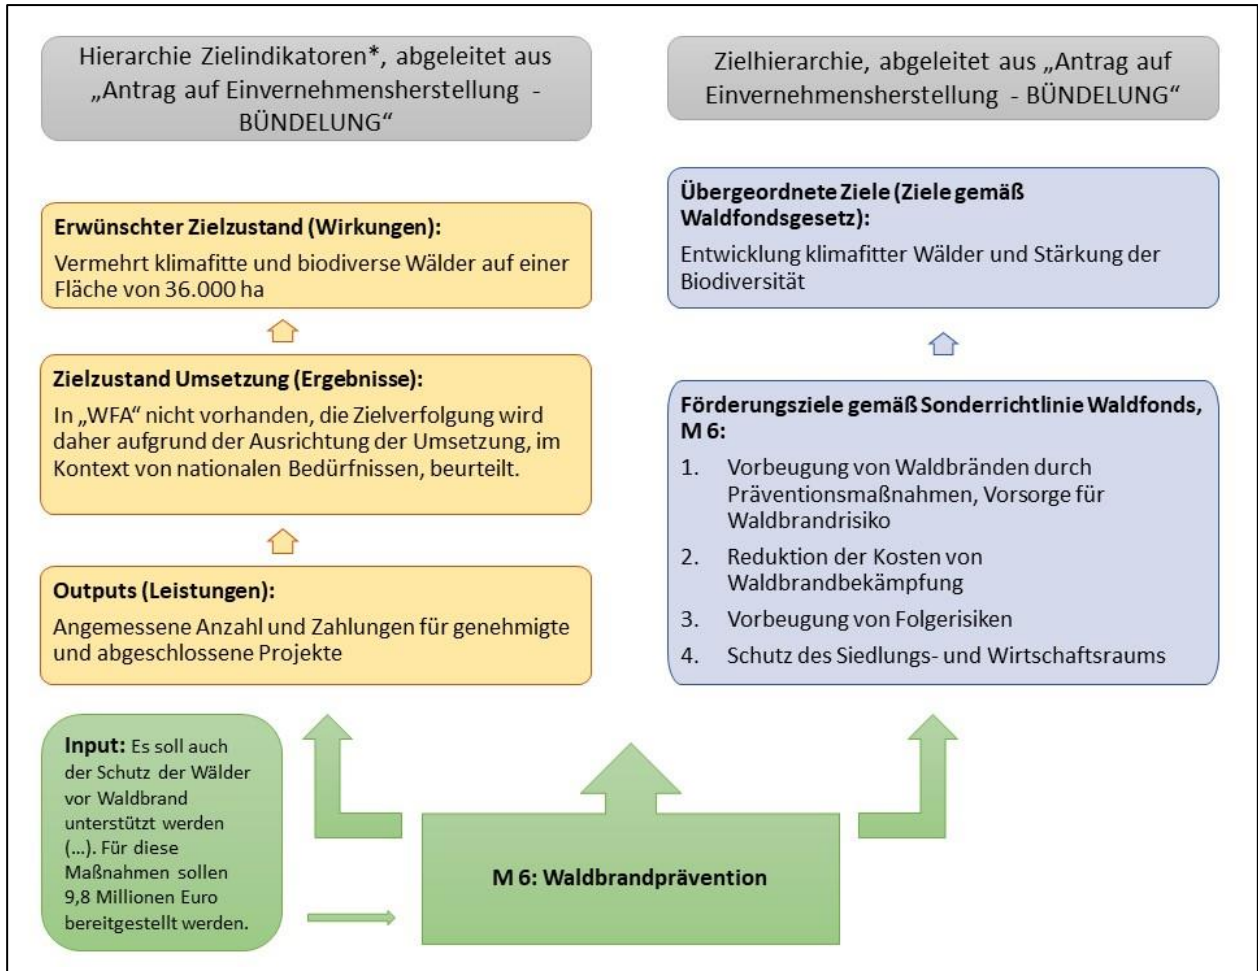 Hierarchie Zielindikatoren*, abgeleitet aus
„Antrag auf Einvernehmensherstellung -
BÜNDELUNG“
Zielhierarchie, abgeleitet aus „Antrag auf
Einvernehmensherstellung - BÜNDELUNG“
Erwünschter Zielzustand (Wirkungen):
Vermehrt klimafitte und biodiverse Wälder auf einer
Fläche von 36.000 ha
Zielzustand Umsetzung (Ergebnisse):
In „WFA“ nicht vorhanden, die Zielverfolgung wird
daher aufgrund der Ausrichtung der Umsetzung, im
Kontext von nationalen Bedürfnissen, beurteilt.
Outputs (Leistungen):
Angemessene Anzahl und Zahlungen für genehmigte
und abgeschlossene Projekte
Übergeordnete Ziele (Ziele gemäß
Waldfondsgesetz):
Entwicklung klimafitter Wälder und Stärkung der
Biodiversität
Förderungsziele gemäß Sonderrichtlinie Waldfonds,
M 6:
1. Vorbeugung von Waldbränden durch
Präventionsmaßnahmen, Vorsorge für
Waldbrandrisiko
2. Reduktion der Kosten von
Waldbrandbekämpfung
3. Vorbeugung von Folgerisiken
4. Schutz des Siedlungs- und Wirtschaftsraums
Input: Es soll auch
der Schutz der Wälder
vor Waldbrand
unterstützt werden
(...). Für diese
Maßnahmen sollen
9,8 Millionen Euro
bereitgestellt werden.
M 6: Waldbrandprävention